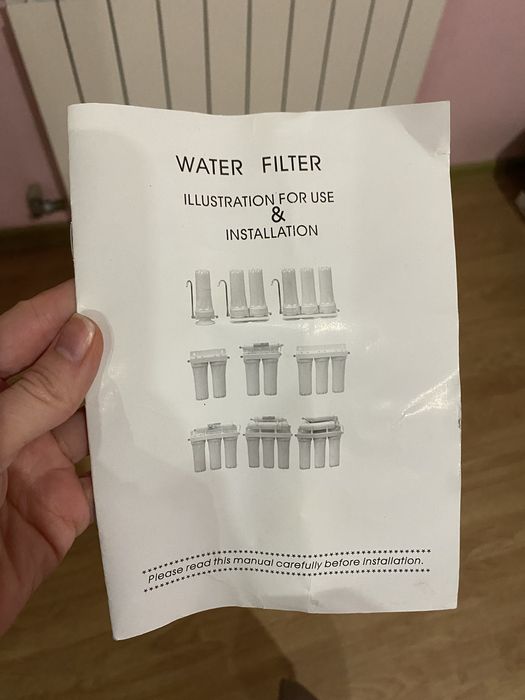 WATER FILTER
ILLUSTRATION FOR USE
&
INSTALLATION
****************************************************
Please read this manual carefully before installation.
****************************************************